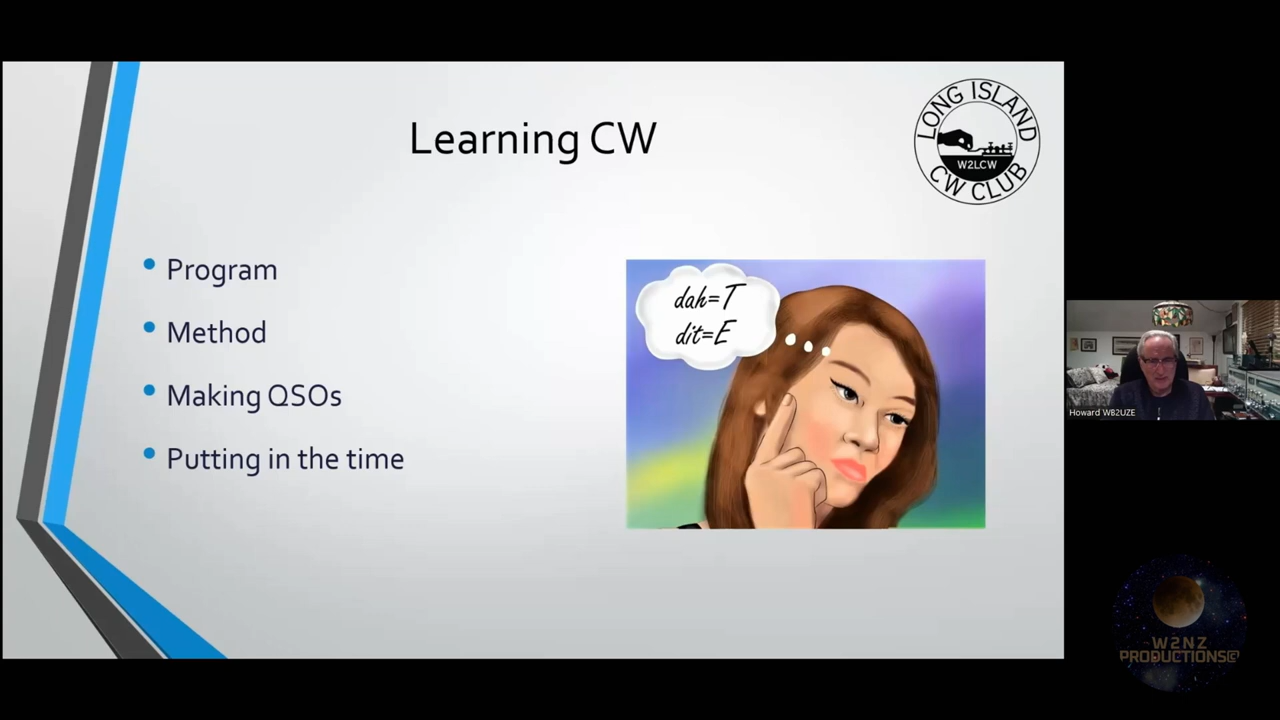 Learning CW
LONG ISLAND
W2LCW
CW CLUB
Program
Method
Making QSOs
Putting in the time
dah=T
dit=E
Howard WB2UZE
W2NZ
PRODUCTIONS©